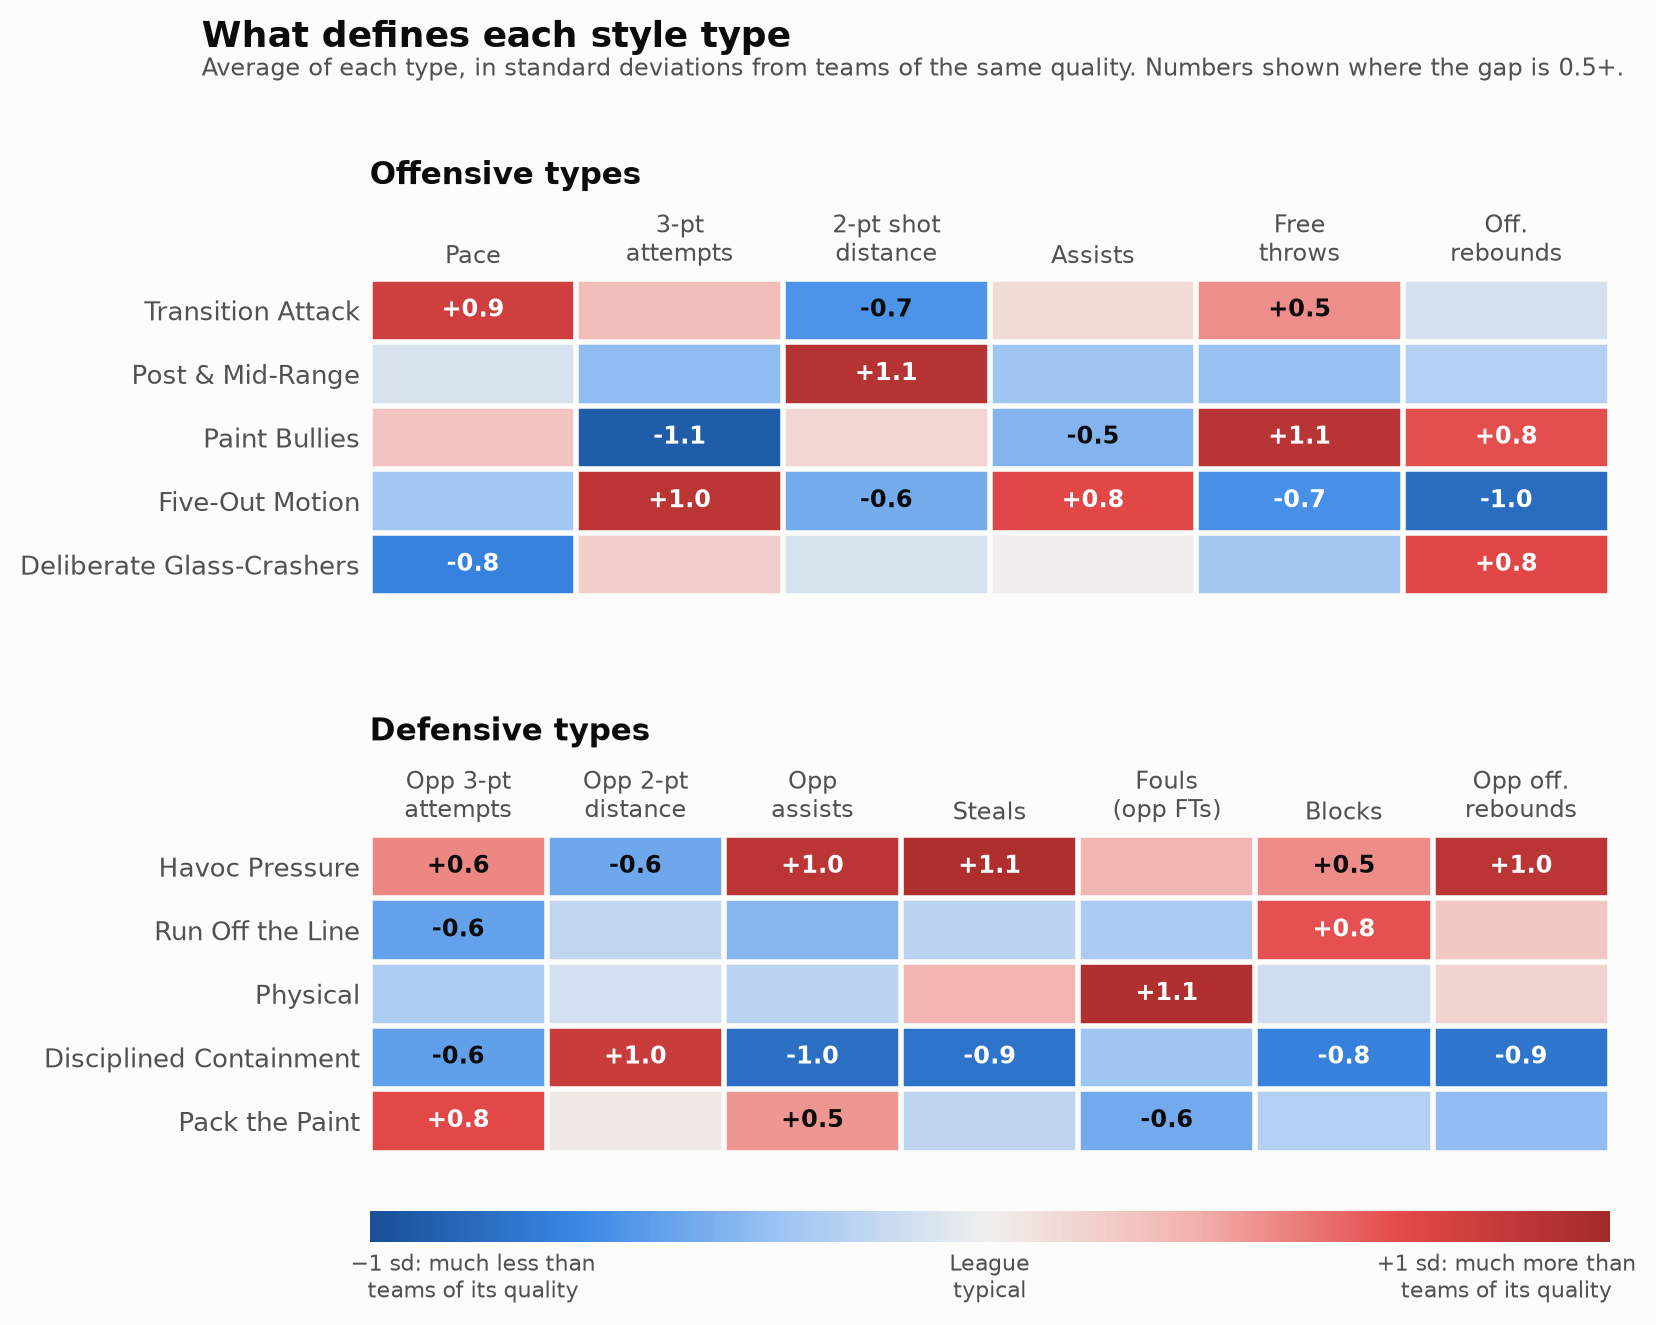 What defines each style type
Average of each type, in standard deviations from teams of the same quality. Numbers shown where the gap is 0.5+.
Offensive types
Pace
3-pt
attempts
2-pt shot
distance
Assists
Free
throws
Off.
rebounds
Transition Attack +0.9 -0.7 +0.5
Post & Mid-Range +1.1
Paint Bullies -1.1 -0.5 +1.1 +0.8
Five-Out Motion +1.0 -0.6 +0.8 -0.7 -1.0
Deliberate Glass-Crashers -0.8 +0.8
Defensive types
Opp 3-pt
attempts
Opp 2-pt
distance
Opp
assists
Steals
Fouls
(opp FTs)
Blocks
Opp off.
rebounds
Havoc Pressure +0.6 -0.6 +1.0 +1.1 +0.5 +1.0
Run Off the Line -0.6 +0.8
Physical +1.1
Disciplined Containment -0.6 +1.0 -1.0 -0.9 -0.8 -0.9
Pack the Paint +0.8 +0.5 -0.6
−1 sd: much less than
teams of its quality
League
typical
+1 sd: much more than
teams of its quality